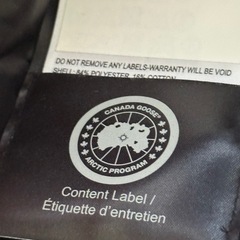 DO NOT REMOVE ANY LABELS-WARRANTY WILL BE VOID
SHELL: 84% POLYESTER, 16% COTTON
CANADA GOOSE
ARCTIC PROGRAM
Content Label /
Étiquette d'entretien